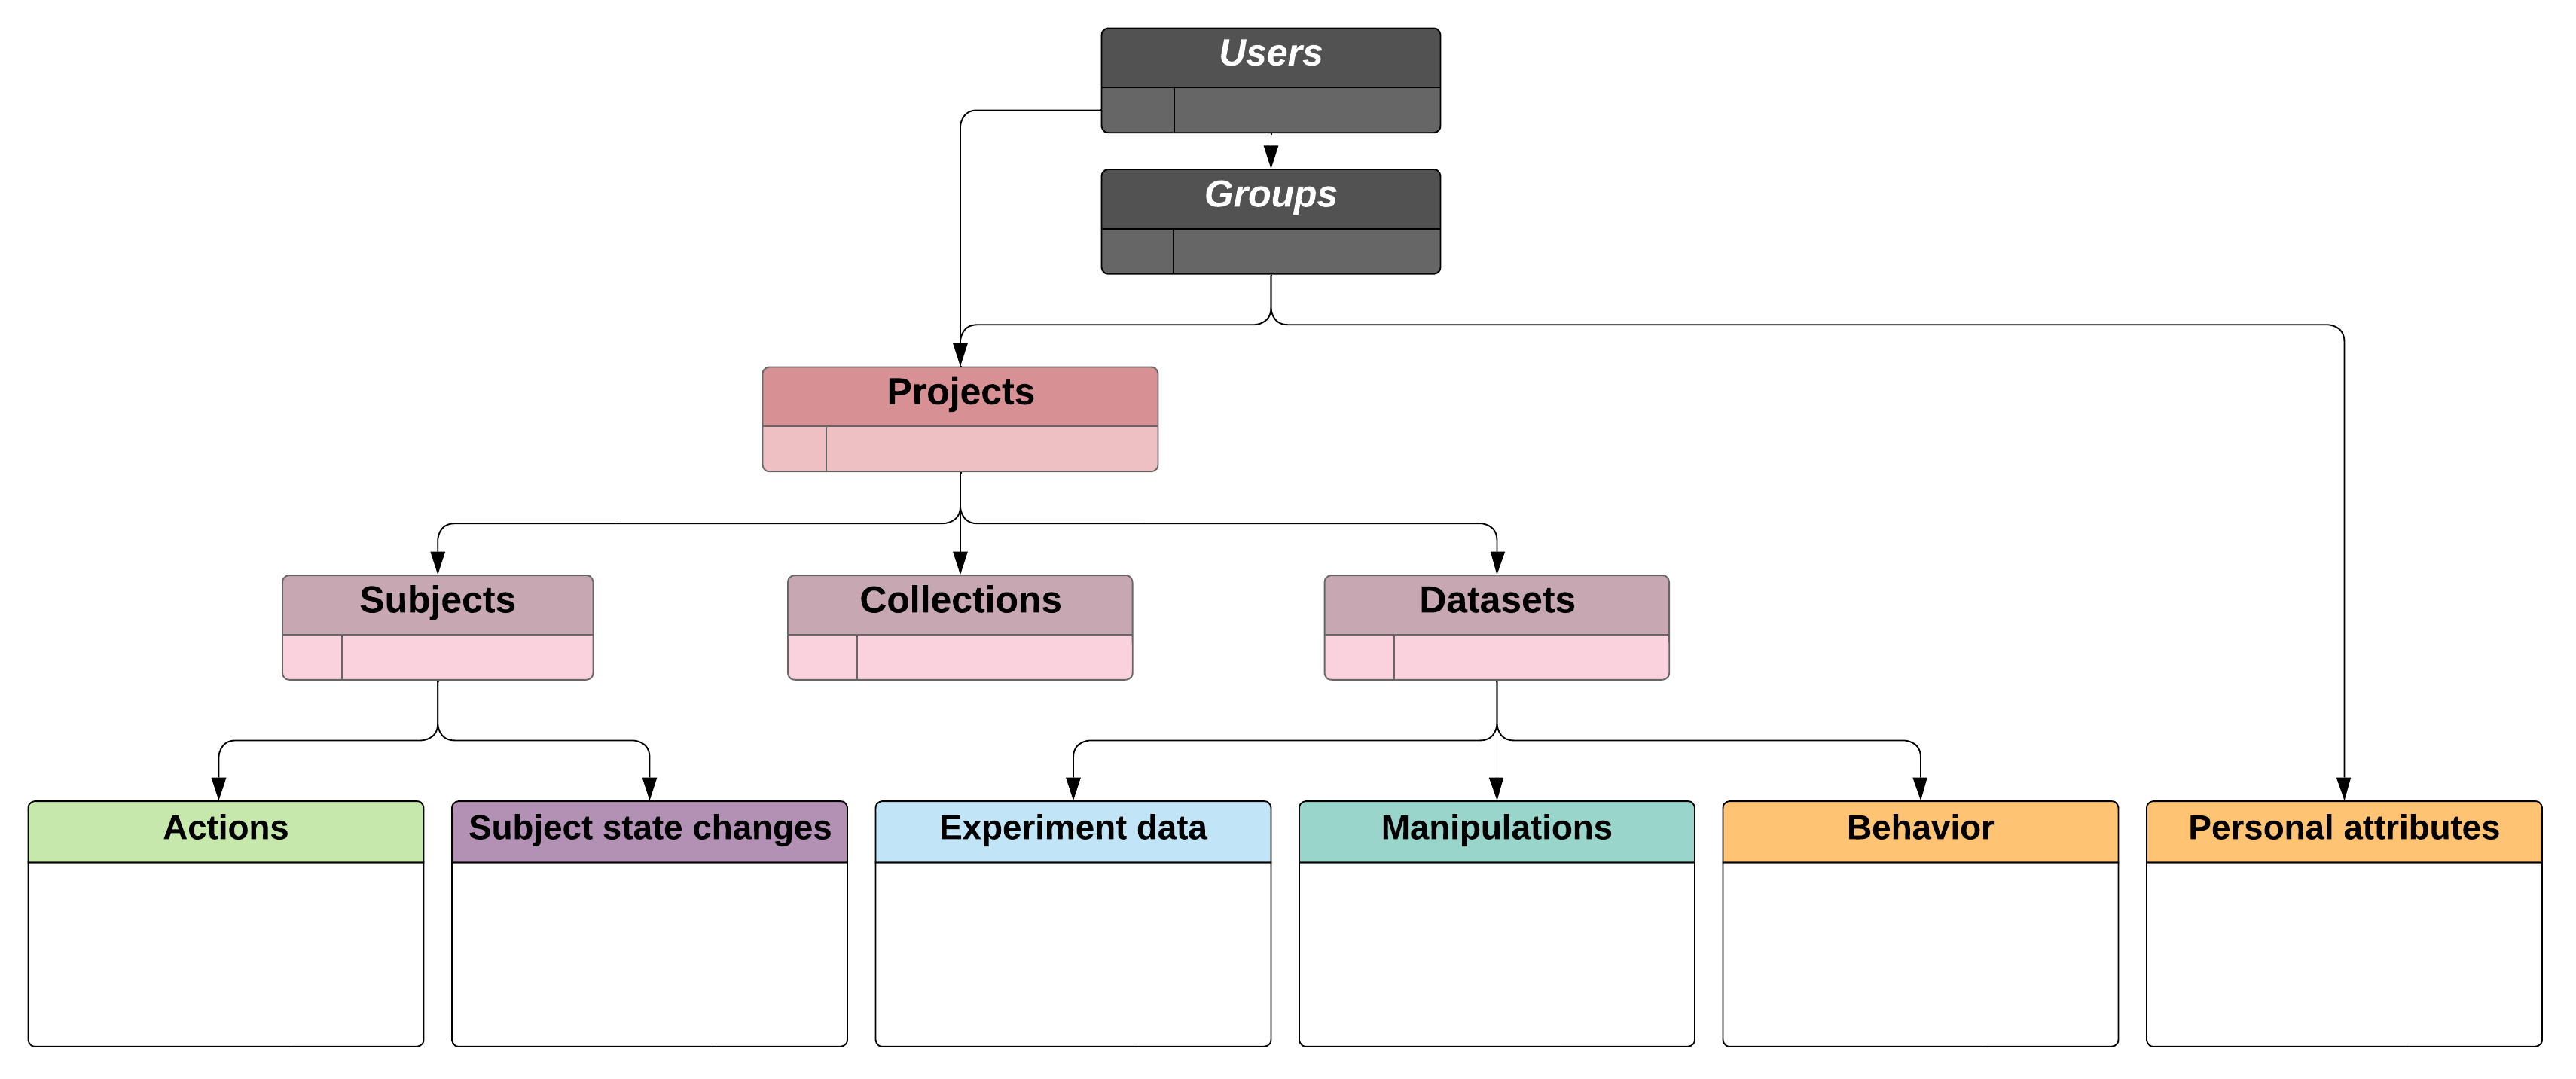 Users
Groups
Projects
Subjects
Collections
Datasets
Actions
Subject state changes
Experiment data
Manipulations
Behavior
Personal attributes